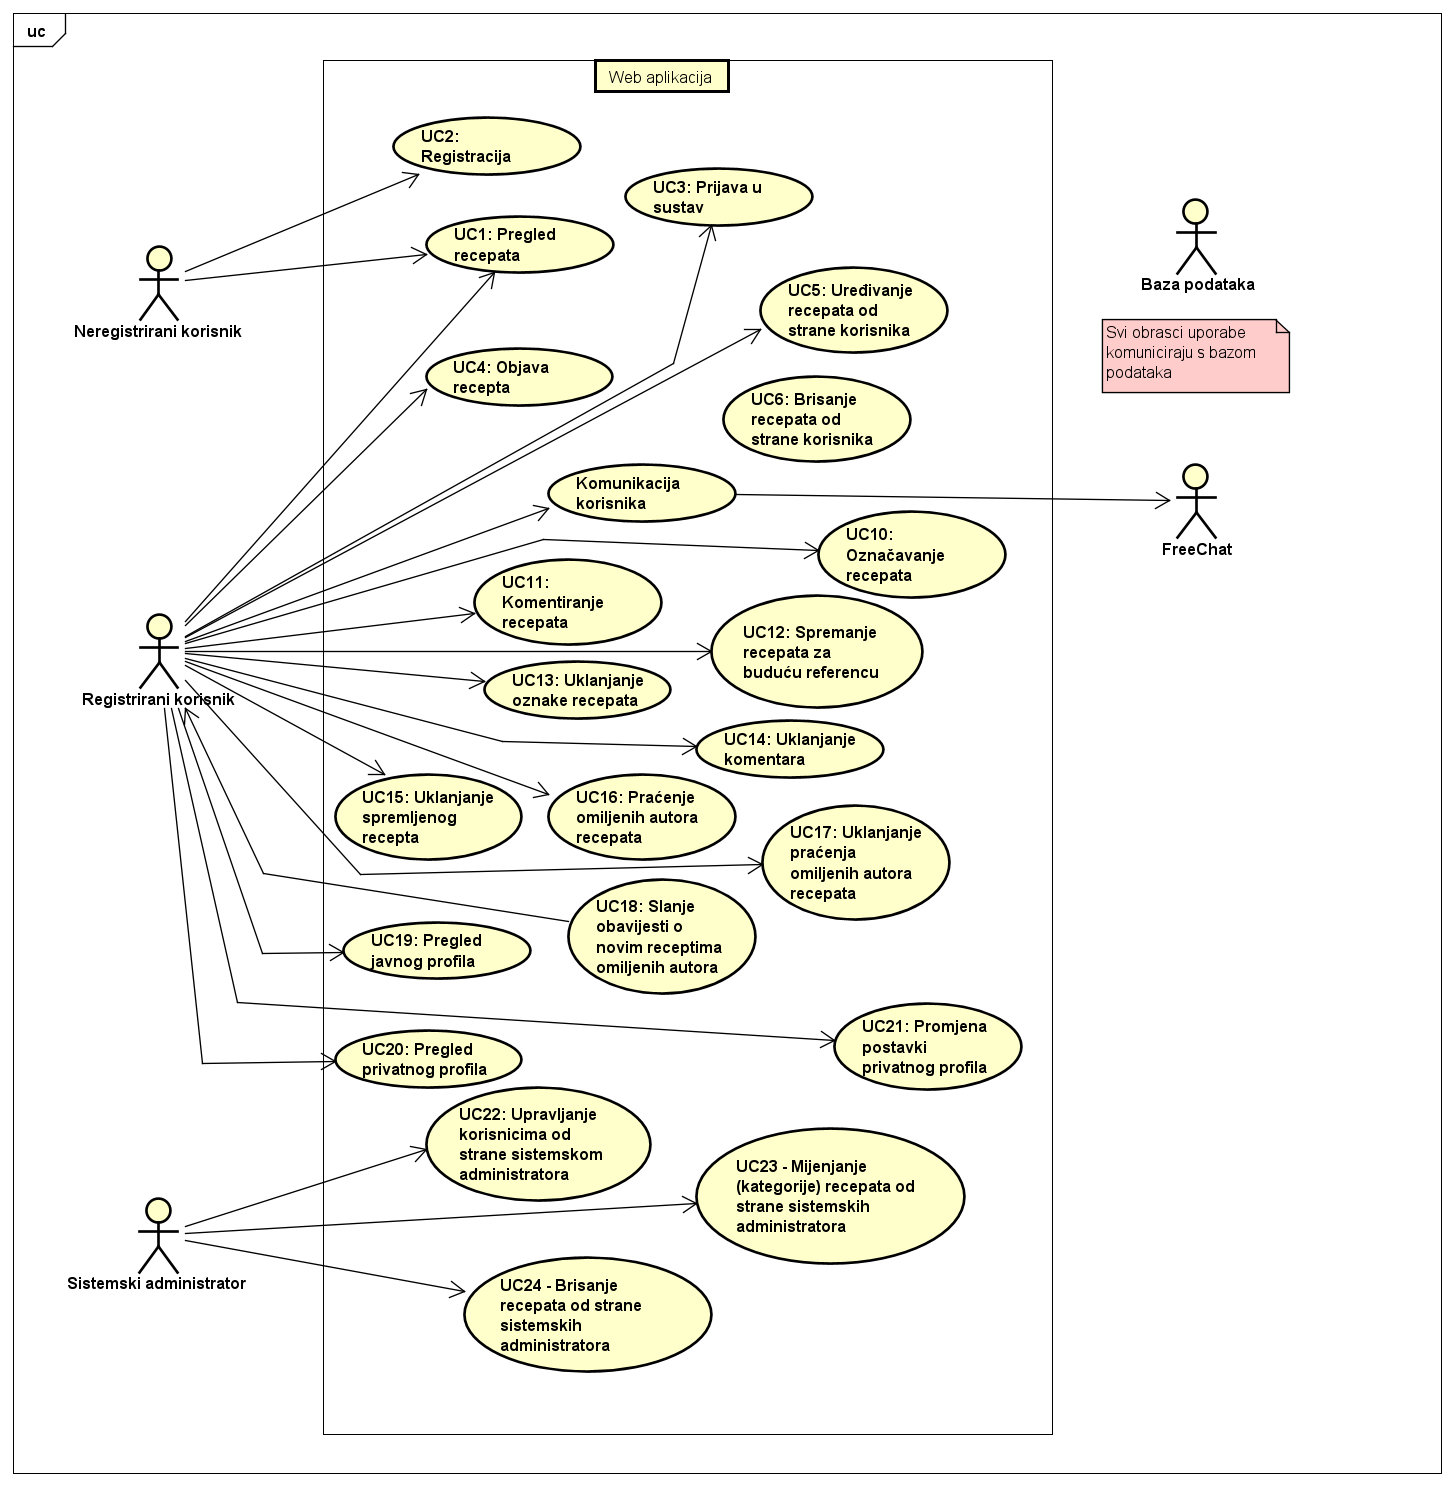 uc
Web aplikacija
UC2:
Registracija
UC3: Prijava u
sustav
UC1: Pregled
recepata
Neregistrirani korisnik
Baza podataka
Svi obrasci uporabe
komuniciraju s bazom
podataka
UC5: Uređivanje
recepata od
strane korisnika
UC4: Objava
recepta
UC6: Brisanje
recepata od
strane korisnika
Komunikacija
korisnika
FreeChat
UC10:
Označavanje
recepata
UC11:
Komentiranje
recepata
UC12: Spremanje
recepata za
buduću referencu
Registrirani korisnik
UC13: Uklanjanje
oznake recepata
UC14: Uklanjanje
komentara
UC15: Uklanjanje
spremljenog
recepta
UC16: Praćenje
omiljenih autora
recepata
UC17: Uklanjanje
praćenja
omiljenih autora
recepata
UC18: Slanje
obavijesti o
novim receptima
omiljenih autora
UC19: Pregled
javnog profila
UC21: Promjena
postavki
privatnog profila
UC20: Pregled
privatnog profila
UC22: Upravljanje
korisnicima od
strane sistemskom
administratora
UC23 - Mijenjanje
(kategorije) recepata od
strane sistemskih
administratora
Sistemski administrator
UC24 - Brisanje
recepata od strane
sistemskih
administratora